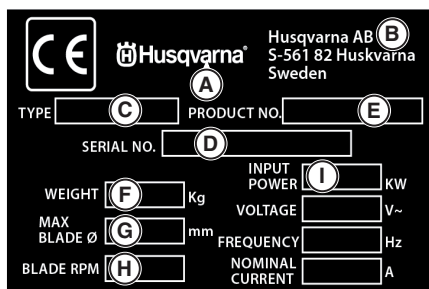 CE
Husqvarna®
Husqvarna AB B
S-561 82 Huskvarna
Sweden
A
TYPE C PRODUCT NO. E
SERIAL NO. D
WEIGHT F Kg
MAX
BLADE Ø G mm
BLADE RPM H
INPUT
POWER I KW
VOLTAGE V~
FREQUENCY Hz
NOMINAL
CURRENT A